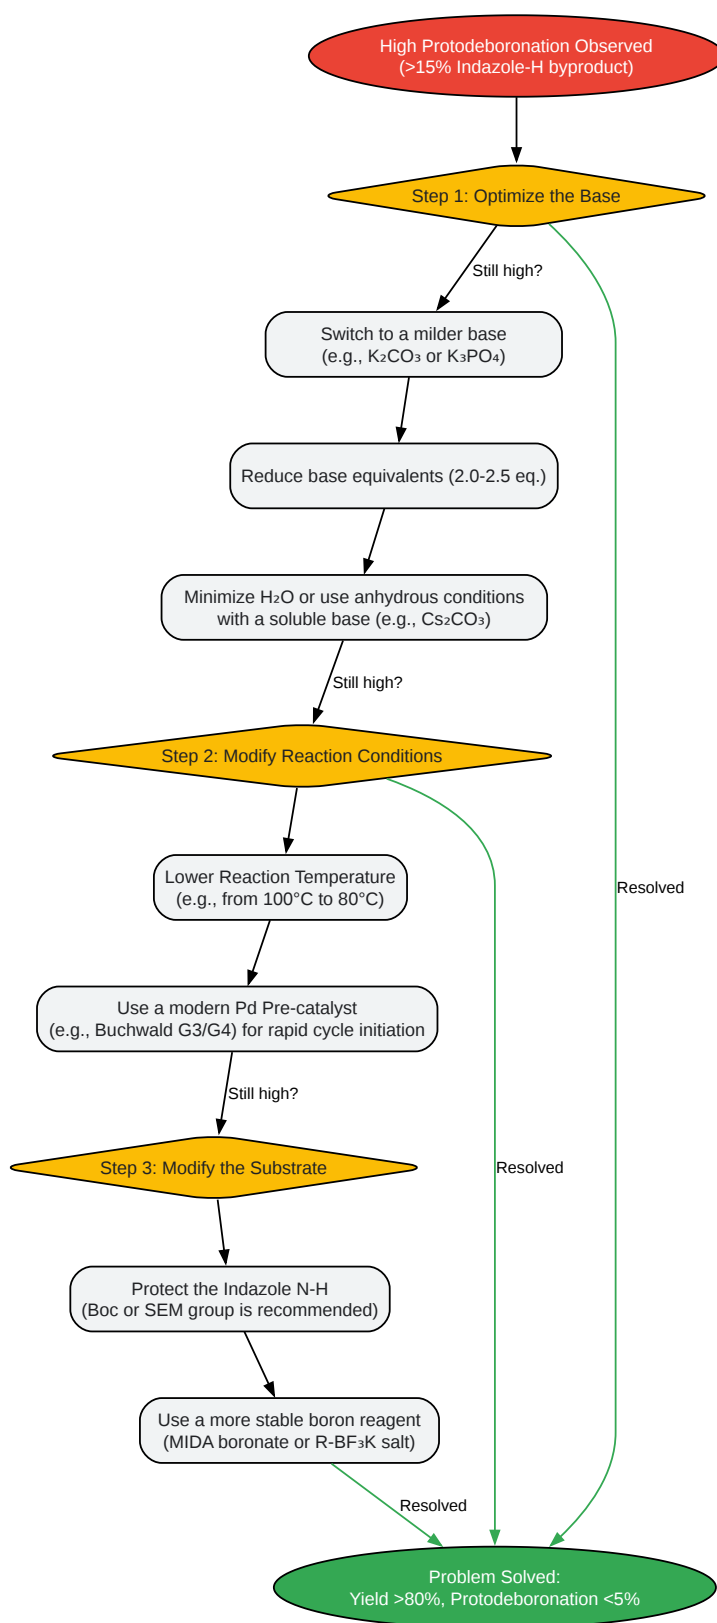 High Protodeboronation Observed
(>15% Indazole-H byproduct)
Step 1: Optimize the Base
Still high?
Switch to a milder base
(e.g., K₂CO₃ or K₃PO₄)
Reduce base equivalents (2.0-2.5 eq.)
Minimize H₂O or use anhydrous conditions
with a soluble base (e.g., Cs₂CO₃)
Still high?
Step 2: Modify Reaction Conditions
Lower Reaction Temperature
(e.g., from 100°C to 80°C)
Resolved
Use a modern Pd Pre-catalyst
(e.g., Buchwald G3/G4) for rapid cycle initiation
Still high?
Step 3: Modify the Substrate
Resolved
Protect the Indazole N-H
(Boc or SEM group is recommended)
Use a more stable boron reagent
(MIDA boronate or R-BF₃K salt)
Resolved
Problem Solved:
Yield >80%, Protodeboronation <5%